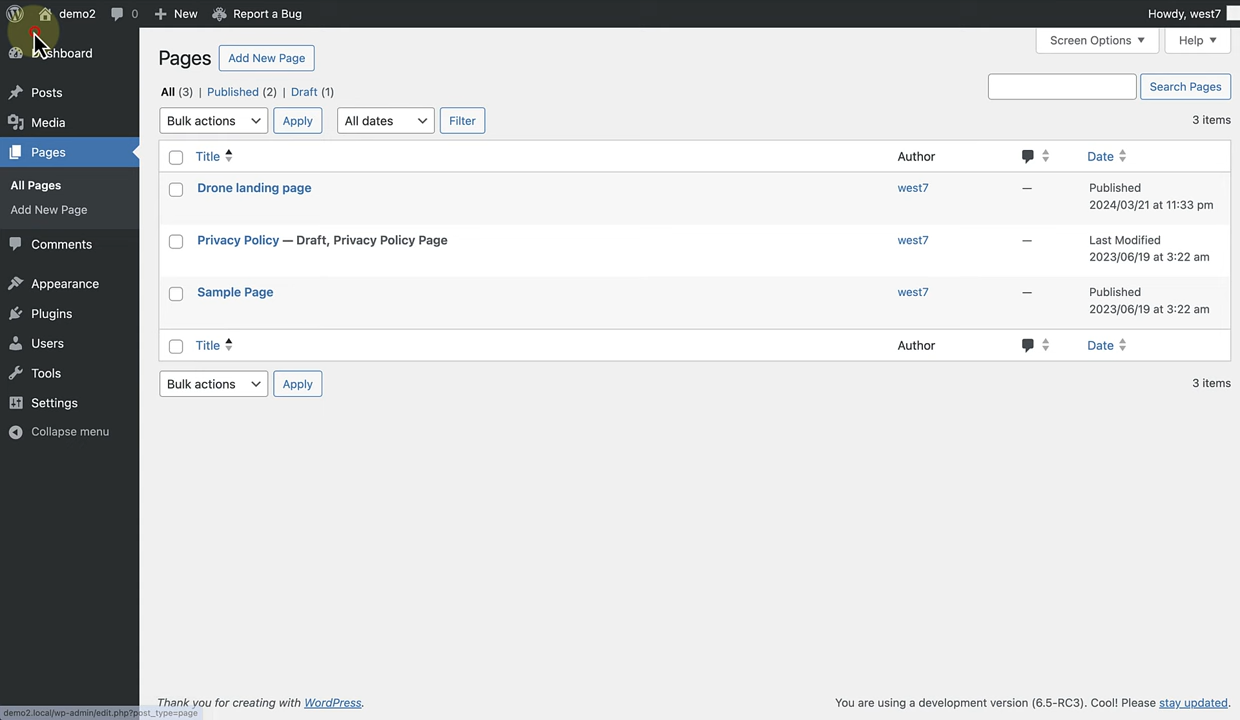 demo2 0 New Report a Bug Howdy, west7
Dashboard
Posts
Media
Pages
All Pages
Add New Page
Comments
Appearance
Plugins
Users
Tools
Settings
Collapse menu
Pages Add New Page Screen Options Help
All (3) | Published (2) | Draft (1)
Search Pages
Bulk actions Apply All dates Filter 3 items
Title Author Date
Drone landing page west7 — Published
2024/03/21 at 11:33 pm
Privacy Policy — Draft, Privacy Policy Page west7 — Last Modified
2023/06/19 at 3:22 am
Sample Page west7 — Published
2023/06/19 at 3:22 am
Title Author Date
Bulk actions Apply 3 items
Thank you for creating with WordPress. You are using a development version (6.5-RC3). Cool! Please stay updated.
demo2.local/wp-admin/edit.php?post_type=page